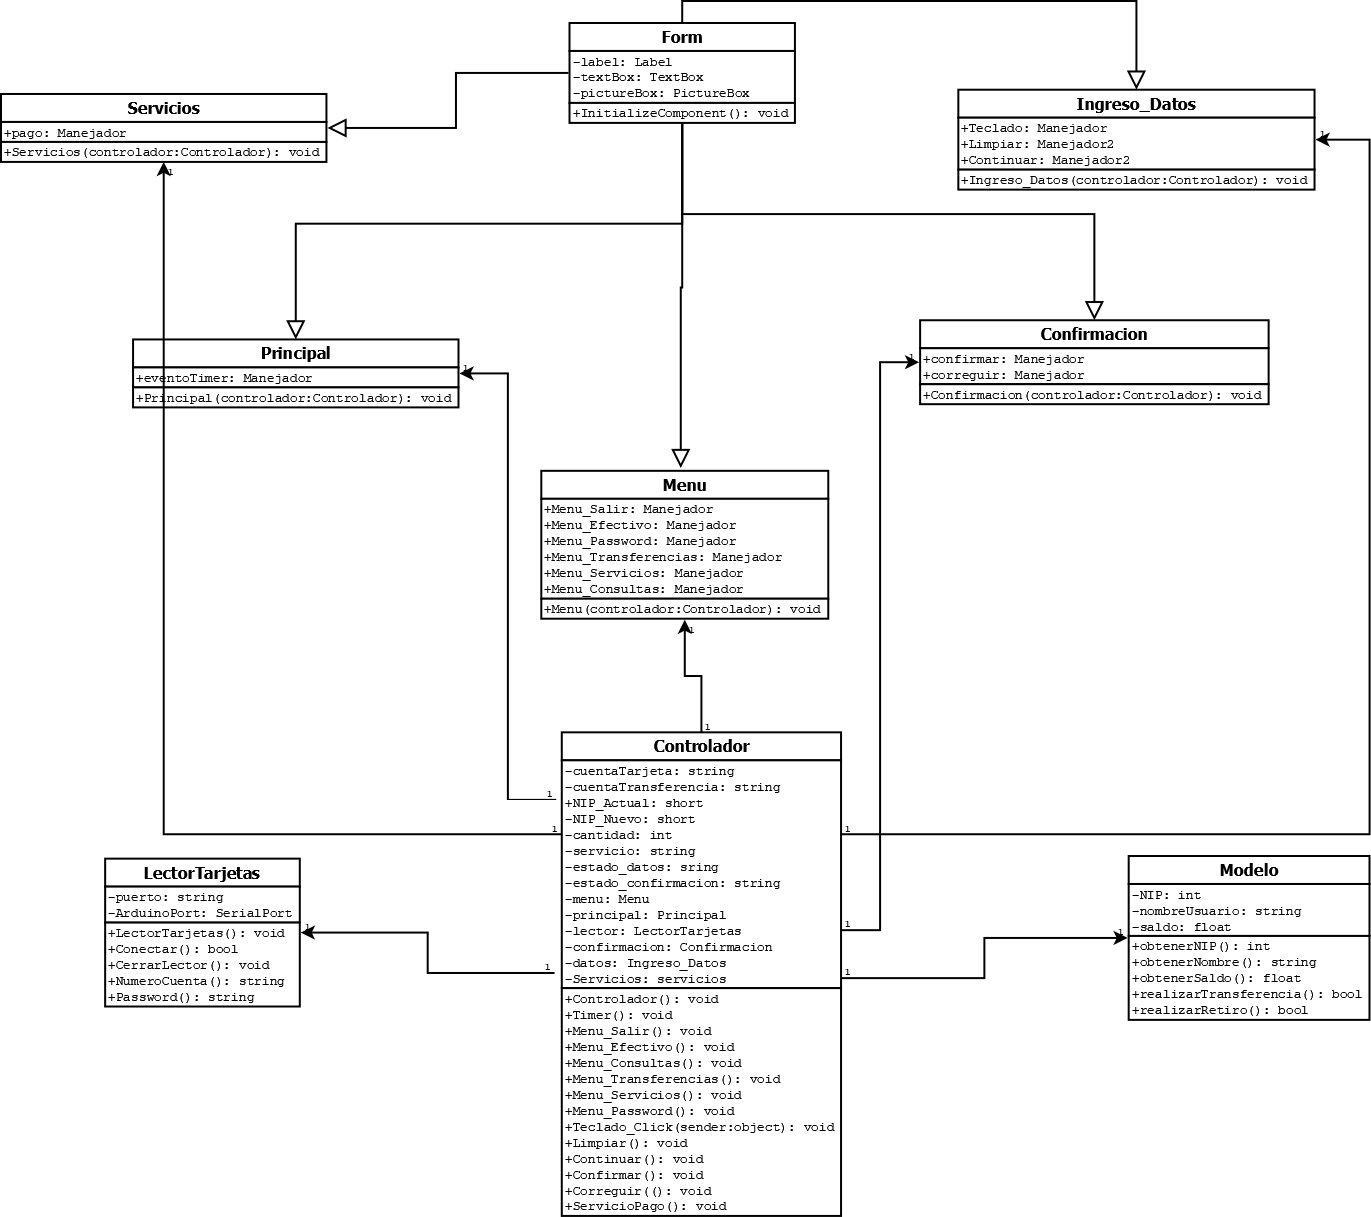 Form
-label: Label
-textBox: TextBox
-pictureBox: PictureBox
+InitializeComponent(): void
Servicios
+pago: Manejador
+Servicios(controlador:Controlador): void
1
Ingreso_Datos
+Teclado: Manejador
+Limpiar: Manejador2
+Continuar: Manejador2
+Ingreso_Datos(controlador:Controlador): void
1
Principal
+eventoTimer: Manejador
+Principal(controlador:Controlador): void
1
Confirmacion
+confirmar: Manejador
+correguir: Manejador
+Confirmacion(controlador:Controlador): void
1
Menu
+Menu_Salir: Manejador
+Menu_Efectivo: Manejador
+Menu_Password: Manejador
+Menu_Transferencias: Manejador
+Menu_Servicios: Manejador
+Menu_Consultas: Manejador
+Menu(controlador:Controlador): void
1
1
Controlador
-cuentaTarjeta: string
-cuentaTransferencia: string
+NIP_Actual: short
-NIP_Nuevo: short
-cantidad: int
-servicio: string
-estado_datos: sring
-estado_confirmacion: string
-menu: Menu
-principal: Principal
-lector: LectorTarjetas
-confirmacion: Confirmacion
-datos: Ingreso_Datos
-Servicios: servicios
+Controlador(): void
+Timer(): void
+Menu_Salir(): void
+Menu_Efectivo(): void
+Menu_Consultas(): void
+Menu_Transferencias(): void
+Menu_Servicios(): void
+Menu_Password(): void
+Teclado_Click(sender:object): void
+Limpiar(): void
+Continuar(): void
+Confirmar(): void
+Correguir((): void
+ServicioPago(): void
1
1
1
1
1
1
LectorTarjetas
-puerto: string
-ArduinoPort: SerialPort
+LectorTarjetas(): void
+Conectar(): bool
+CerrarLector(): void
+NumeroCuenta(): string
+Password(): string
1
Modelo
-NIP: int
-nombreUsuario: string
-saldo: float
+obtenerNIP(): int
+obtenerNombre(): string
+obtenerSaldo(): float
+realizarTransferencia(): bool
+realizarRetiro(): bool
1